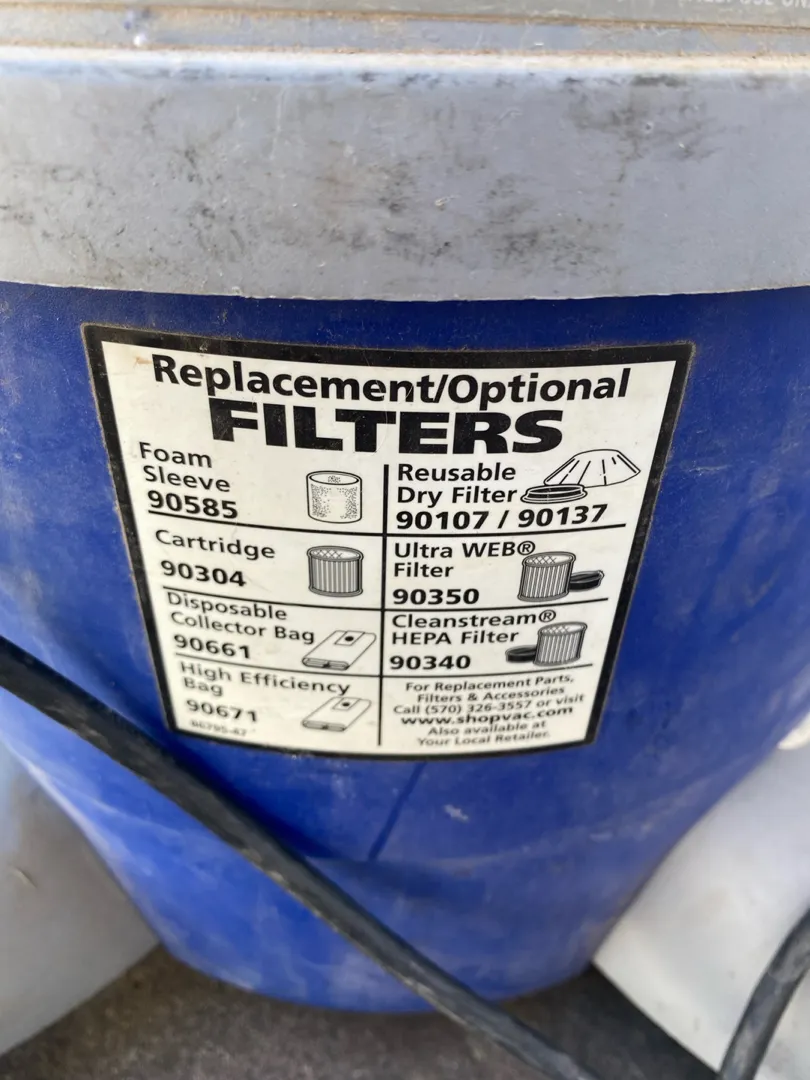 Replacement/Optional
FILTERS
Foam
Sleeve
90585
Reusable
Dry Filter
90107 / 90137
Cartridge
90304
Ultra WEB®
Filter
90350
Disposable
Collector Bag
90661
Cleanstream®
HEPA Filter
90340
High Efficiency
Bag
90671
86795-47
For Replacement Parts,
Filters & Accessories
Call (570) 326-3557 or visit
www.shopvac.com
Also available at
Your Local Retailer.